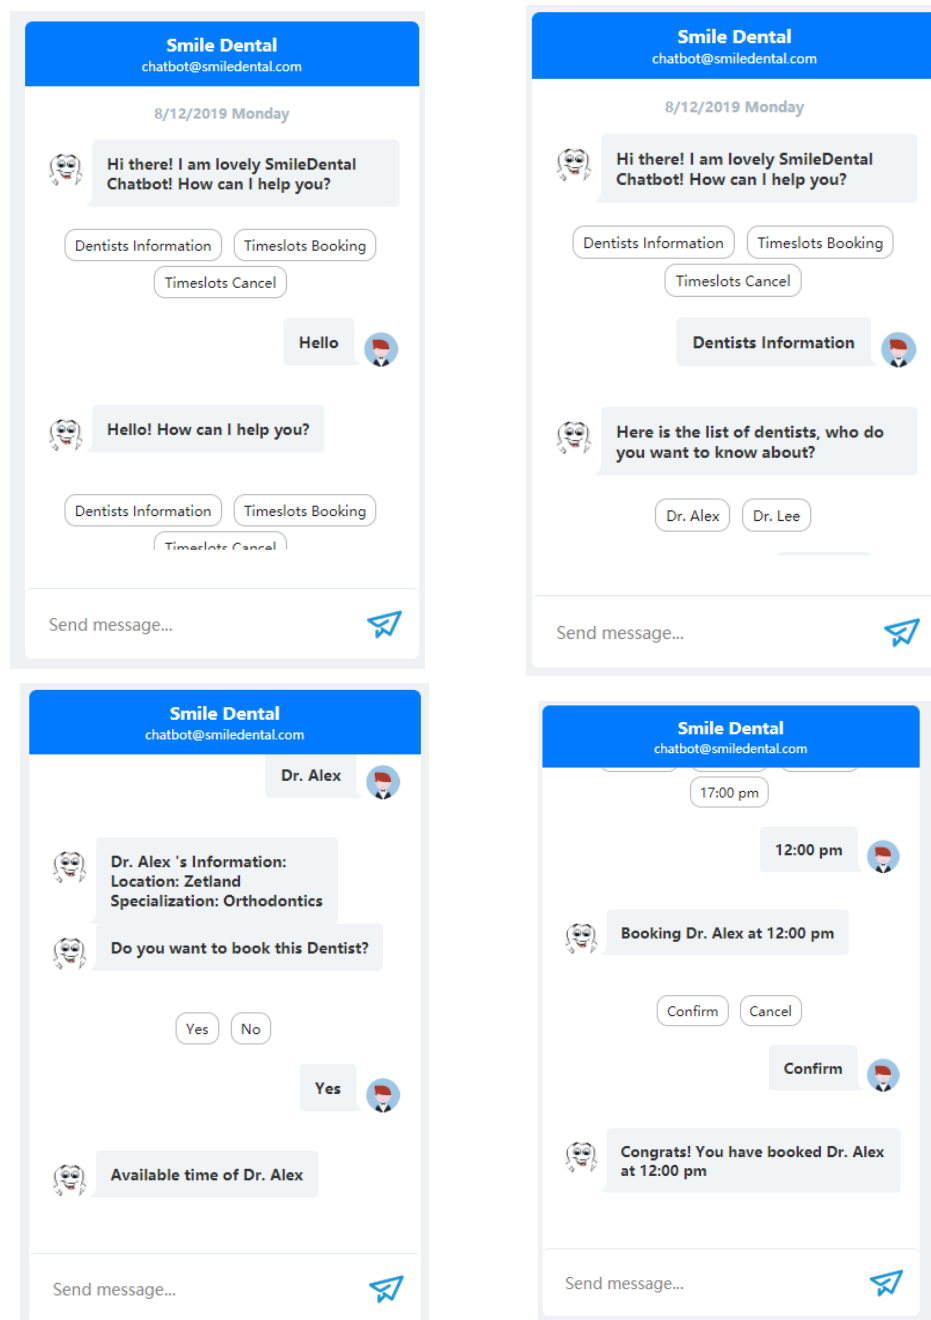 Smile Dental
chatbot@smiledental.com
8/12/2019 Monday
Hi there! I am lovely SmileDental
Chatbot! How can I help you?
Dentists Information
Timeslots Booking
Timeslots Cancel
Hello
Hello! How can I help you?
Dentists Information
Timeslots Booking
Timeslots Cancel
Send message...
Smile Dental
chatbot@smiledental.com
8/12/2019 Monday
Hi there! I am lovely SmileDental
Chatbot! How can I help you?
Dentists Information
Timeslots Booking
Timeslots Cancel
Dentists Information
Here is the list of dentists, who do
you want to know about?
Dr. Alex
Dr. Lee
Send message...
Smile Dental
chatbot@smiledental.com
Dr. Alex
Dr. Alex 's Information:
Location: Zetland
Specialization: Orthodontics
Do you want to book this Dentist?
Yes
No
Yes
Available time of Dr. Alex
Send message...
Smile Dental
chatbot@smiledental.com
17:00 pm
12:00 pm
Booking Dr. Alex at 12:00 pm
Confirm
Cancel
Confirm
Congrats! You have booked Dr. Alex
at 12:00 pm
Send message...